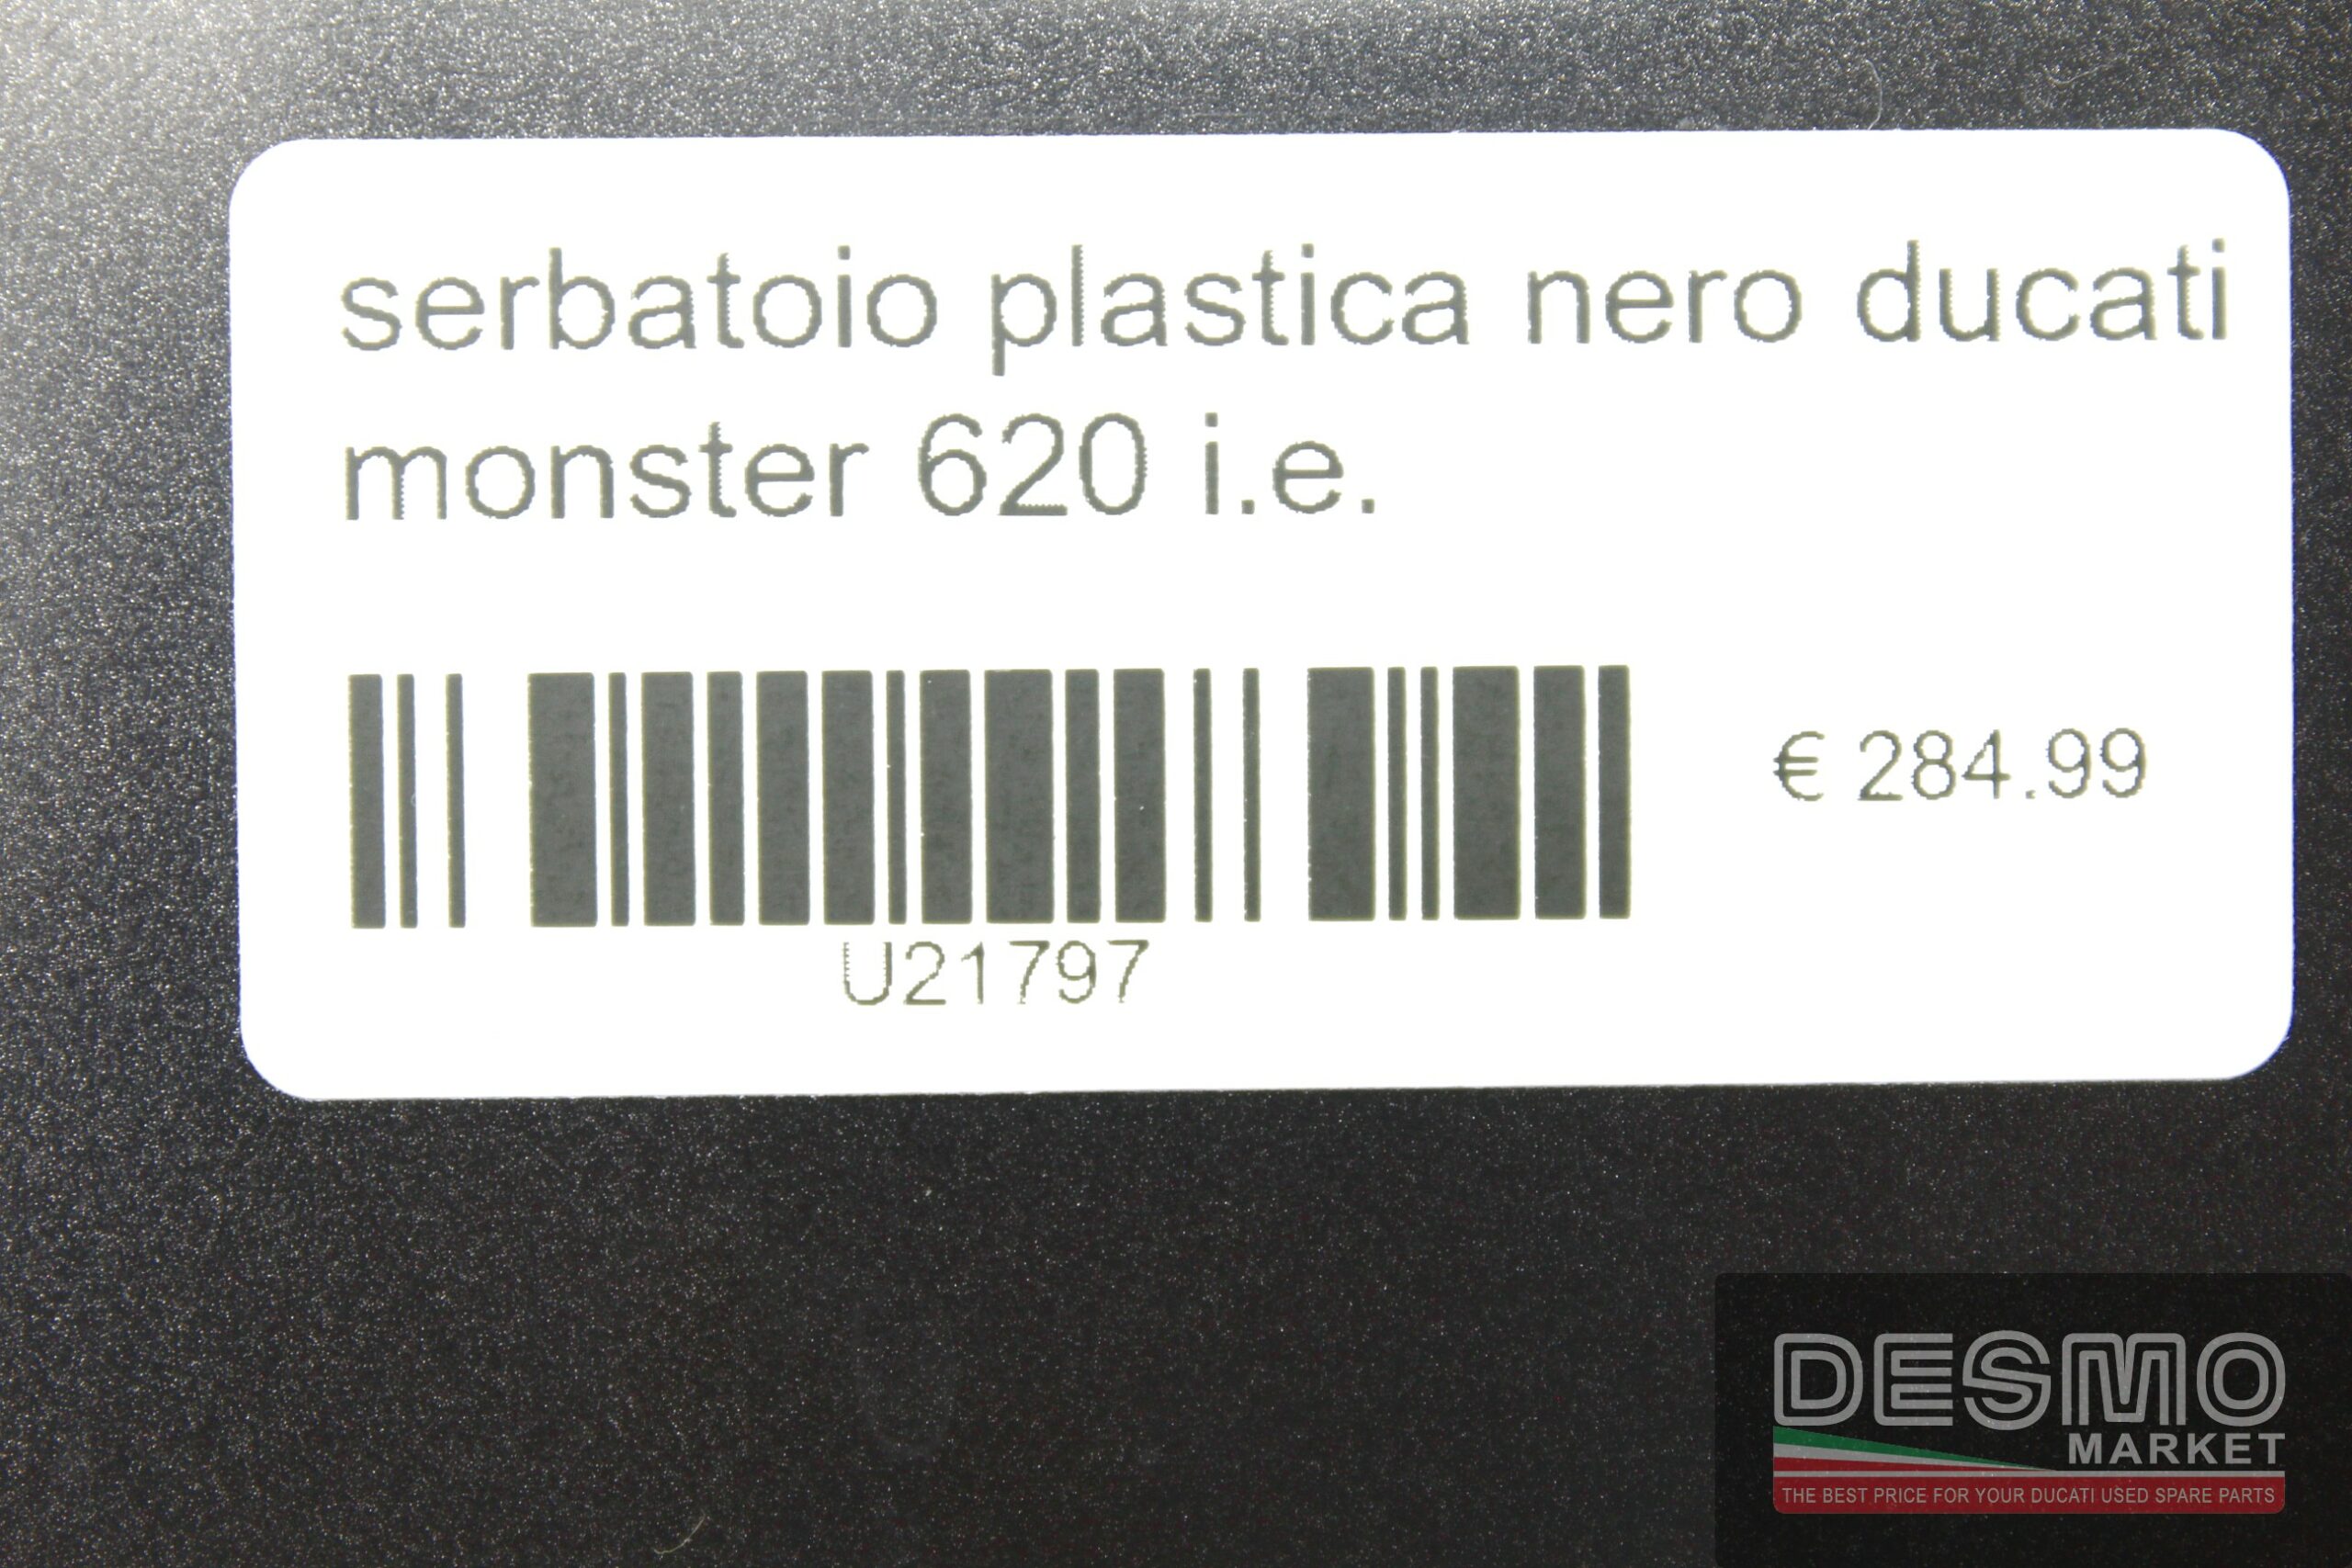 serbatoio plastica nero ducati
monster 620 i.e.
€ 284.99
U21797
DESMO
MARKET
THE BEST PRICE FOR YOUR DUCATI USED SPARE PARTS